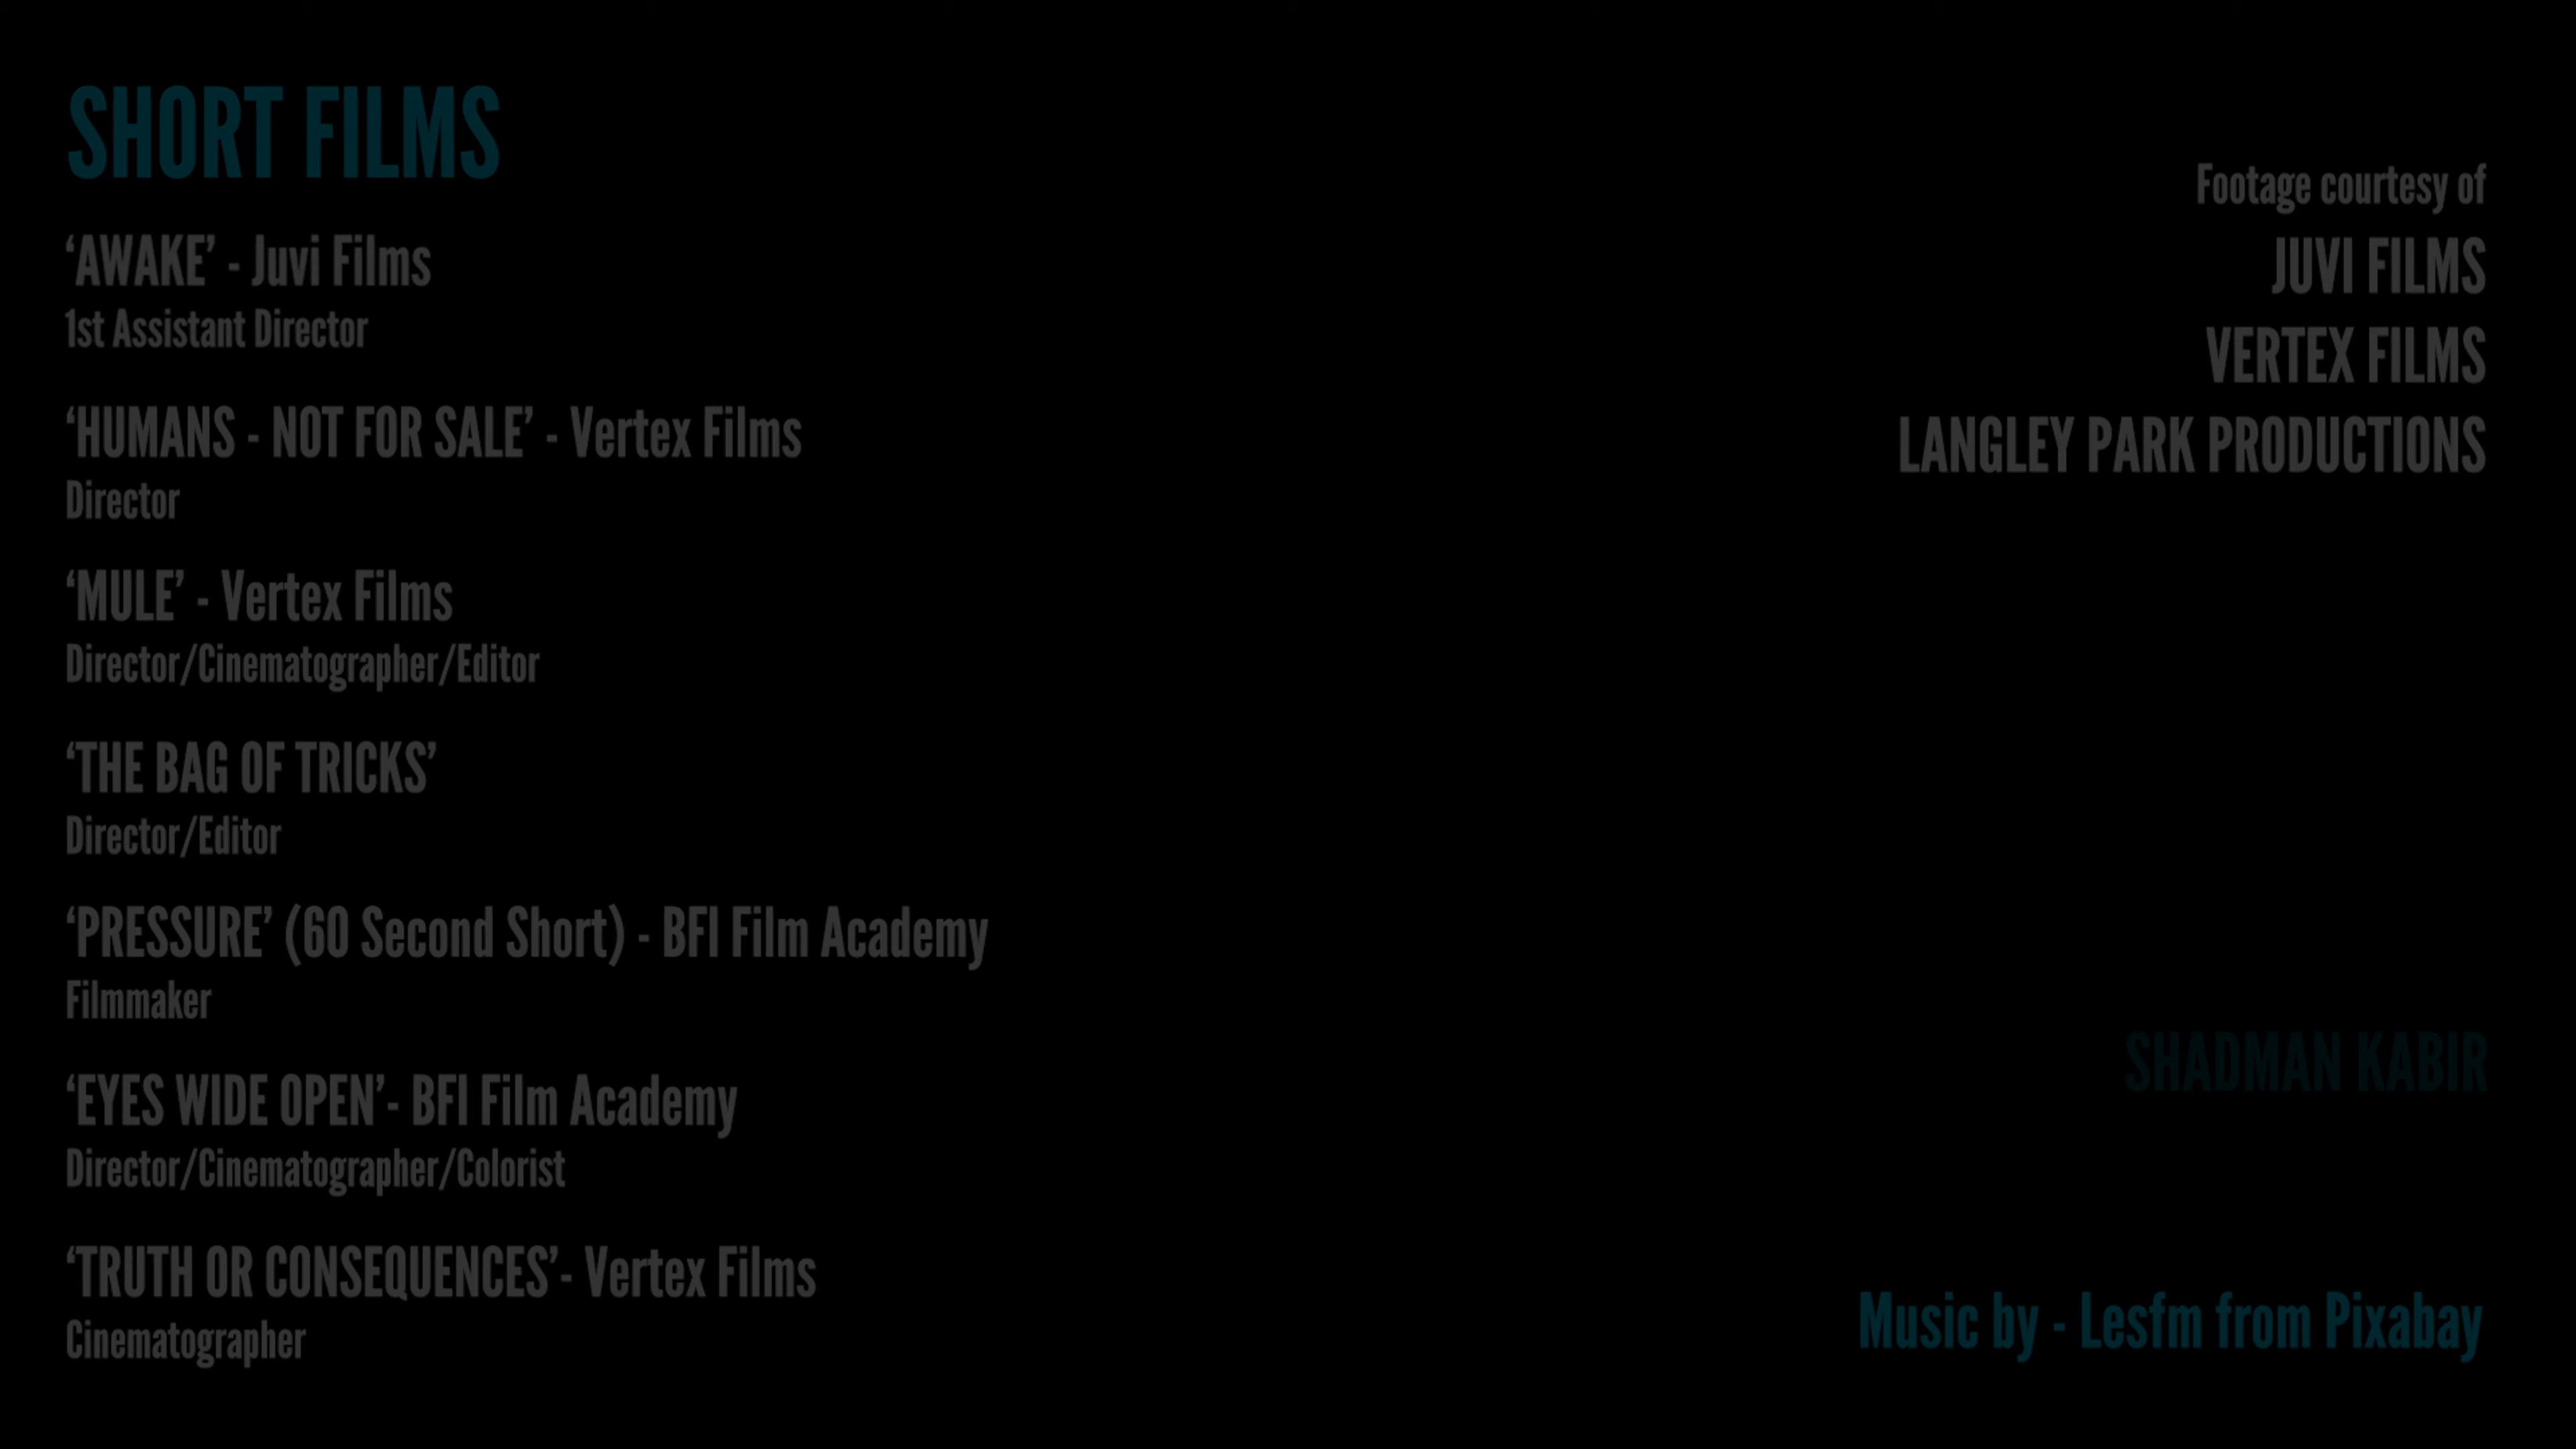 SHORT FILMS
‘AWAKE’ - Juvi Films
1st Assistant Director
‘HUMANS - NOT FOR SALE’ - Vertex Films
Director
‘MULE’ - Vertex Films
Director/Cinematographer/Editor
‘THE BAG OF TRICKS’
Director/Editor
‘PRESSURE’ (60 Second Short) - BFI Film Academy
Filmmaker
‘EYES WIDE OPEN’- BFI Film Academy
Director/Cinematographer/Colorist
‘TRUTH OR CONSEQUENCES’- Vertex Films
Cinematographer
Footage courtesy of
JUVI FILMS
VERTEX FILMS
LANGLEY PARK PRODUCTIONS
SHADMAN KABIR
Music by - Lesfm from Pixabay